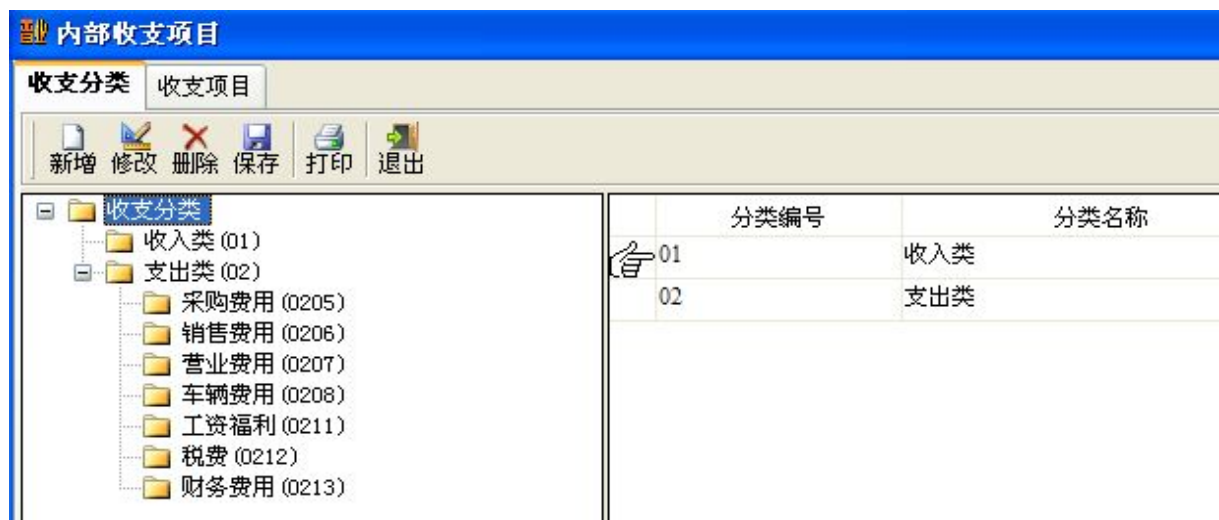 内部收支项目
收支分类 收支项目
新增 修改 删除 保存 打印 退出
收支分类
收入类(01)
支出类(02)
采购费用(0205)
销售费用(0206)
营业费用(0207)
车辆费用(0208)
工资福利(0211)
税费(0212)
财务费用(0213)
分类编号 分类名称
01 收入类
02 支出类